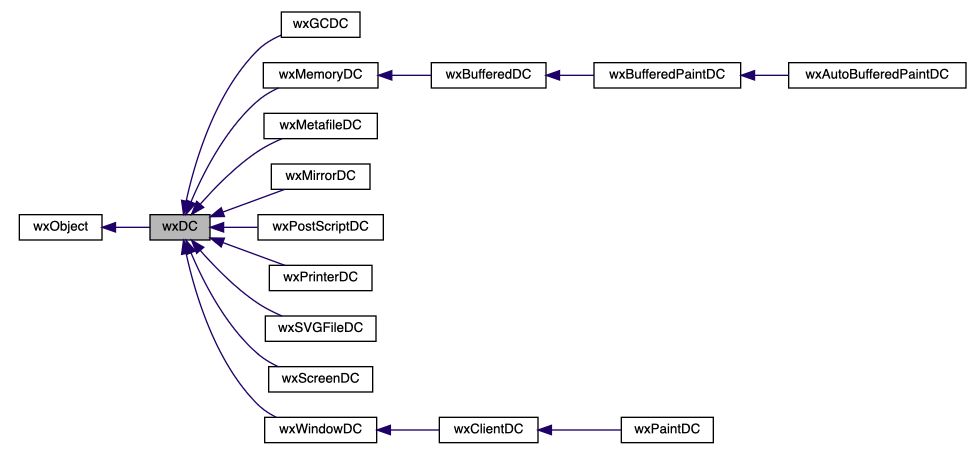 wxGCDC
wxMemoryDC
wxBufferedDC
wxBufferedPaintDC
wxAutoBufferedPaintDC
wxMetafileDC
wxMirrorDC
wxObject
wxDC
wxPostScriptDC
wxPrinterDC
wxSVGFileDC
wxScreenDC
wxWindowDC
wxClientDC
wxPaintDC